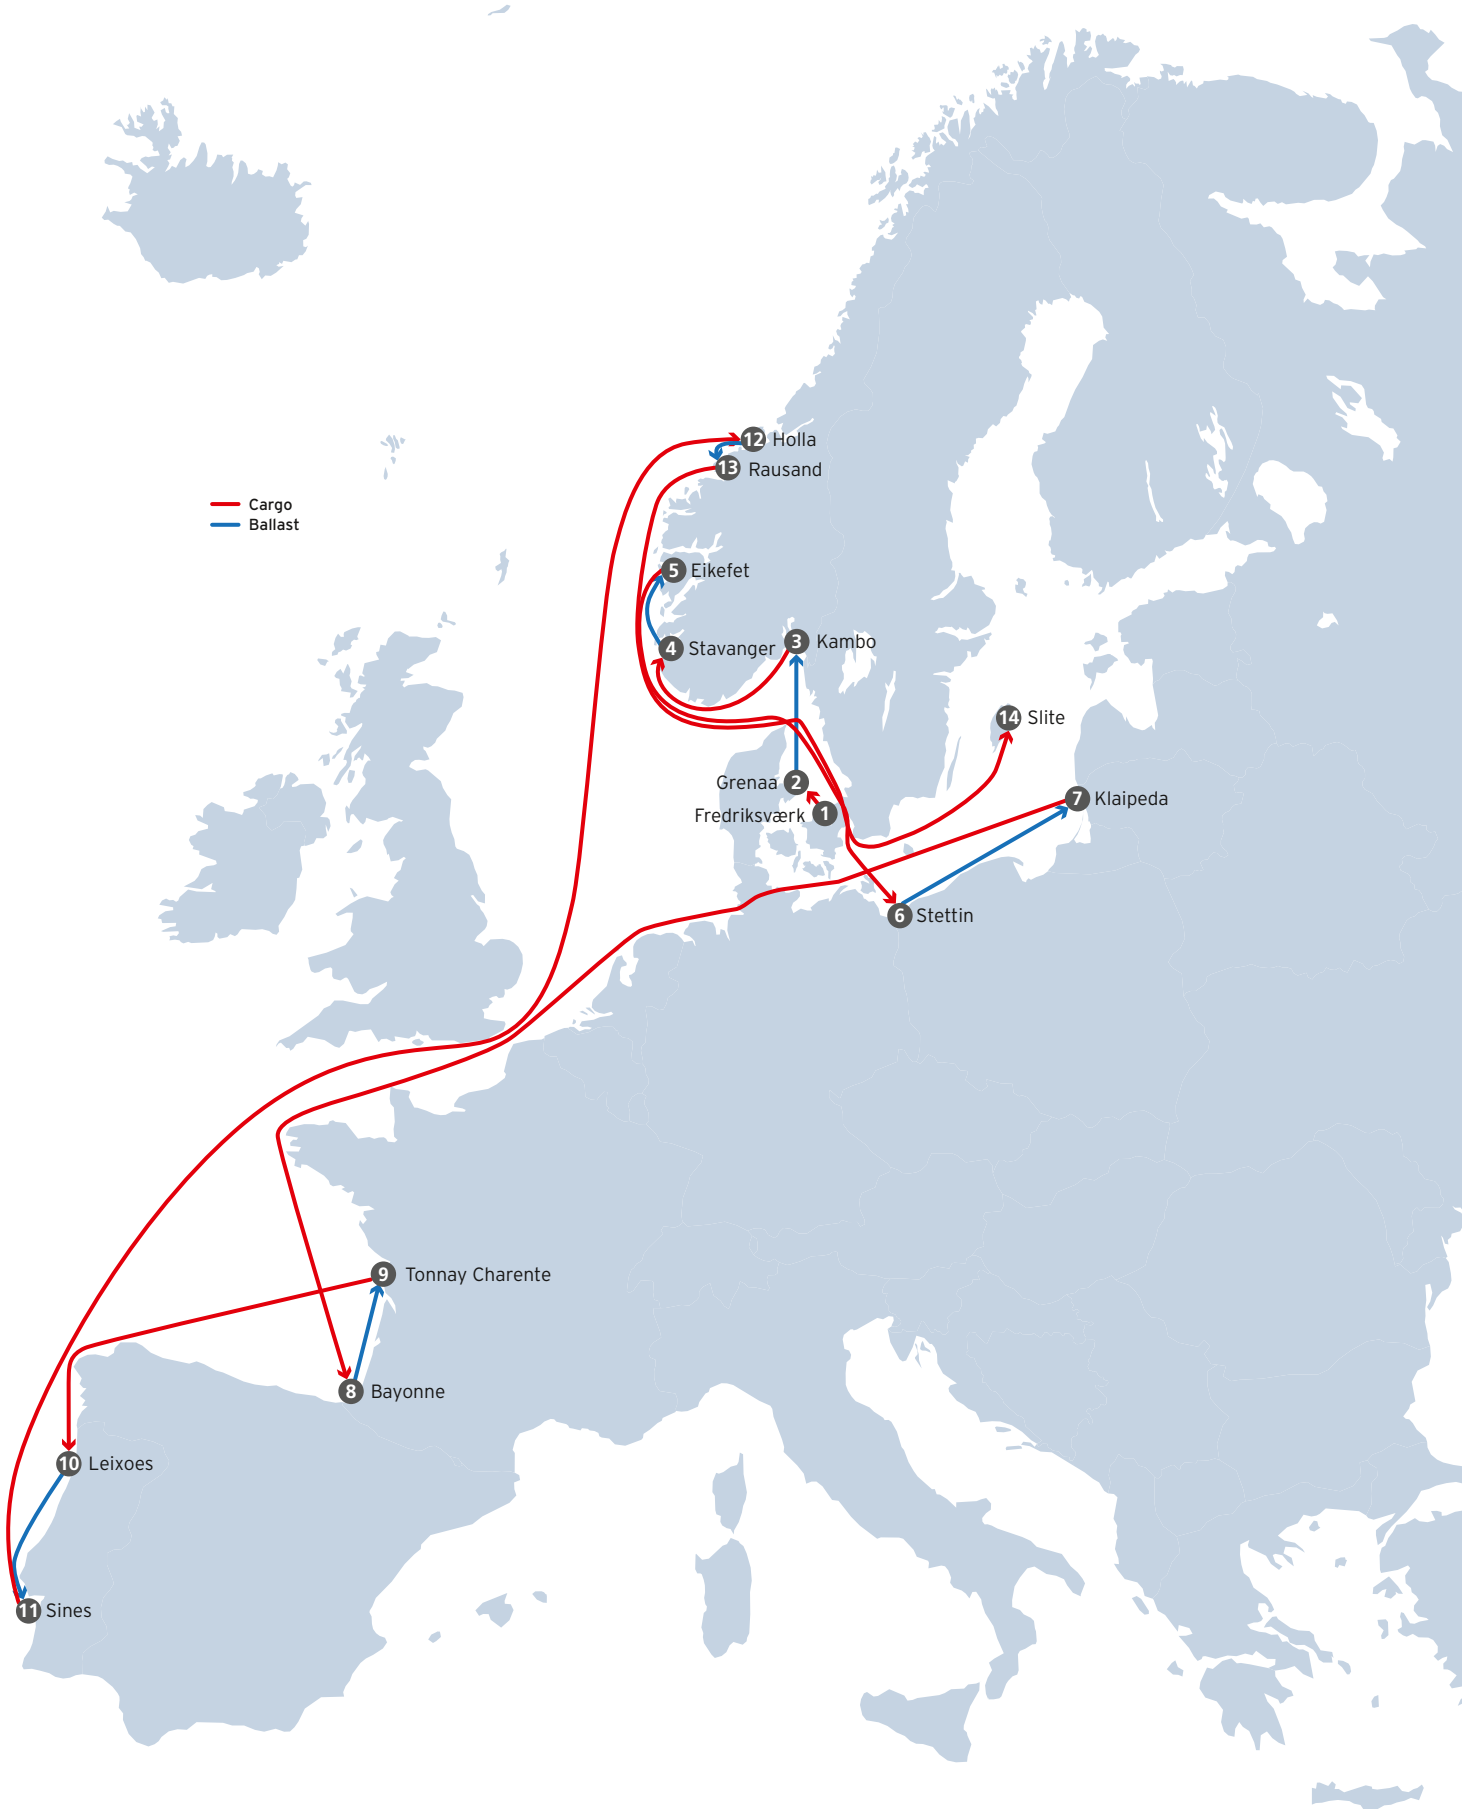 12 Holla
13 Rausand
Cargo
Ballast
5 Eikefet
3 Kambo
4 Stavanger
14 Slite
2 Grenaa
7 Klaipeda
1 Fredriksværk
6 Stettin
9 Tonnay Charente
8 Bayonne
10 Leixoes
11 Sines